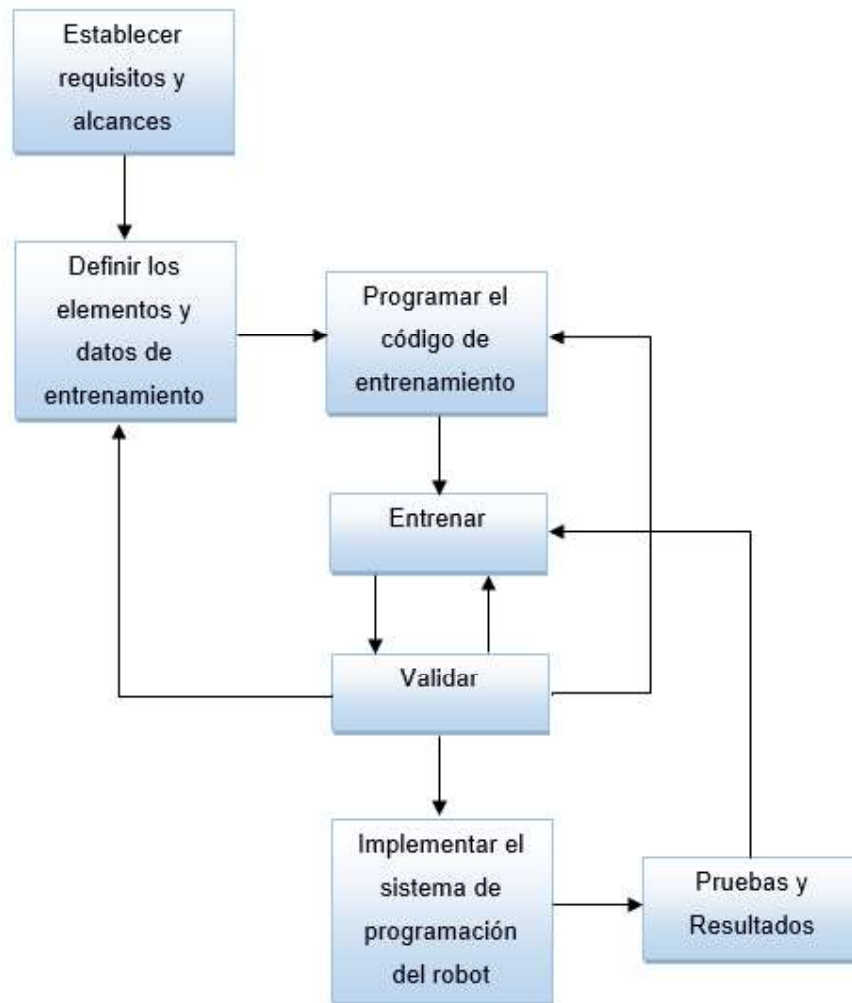 Establecer
requisitos y
alcances
Definir los
elementos y
datos de
entrenamiento
Programar el
código de
entrenamiento
Entrenar
Validar
Implementar el
sistema de
programación
del robot
Pruebas y
Resultados